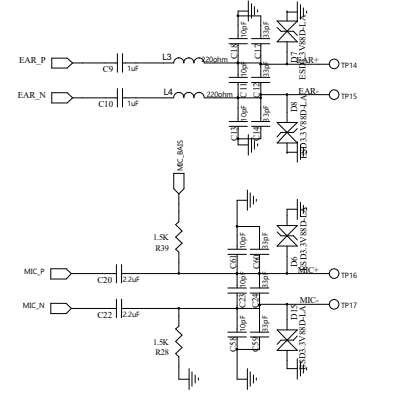 EAR_P
C9
1uF
L3
220ohm
C18
10pF
C17
33pF
D7
ESD3.3V88D-LA
EAR+
TP14
EAR_N
C10
1uF
L4
220ohm
C11
10pF
C12
33pF
EAR-
TP15
C13
10pF
C14
33pF
D8
ESD3.3V88D-LA
MIC_BAIS
1.5K
R39
C61
10pF
C60
33pF
D6
MIC_P
C20
2.2uF
MIC+
TP16
C23
10pF
C24
33pF
MIC_N
C22
2.2uF
MIC-
TP17
D15
ESD3.3V88D-LA
1.5K
R28
C58
10pF
C59
33pF